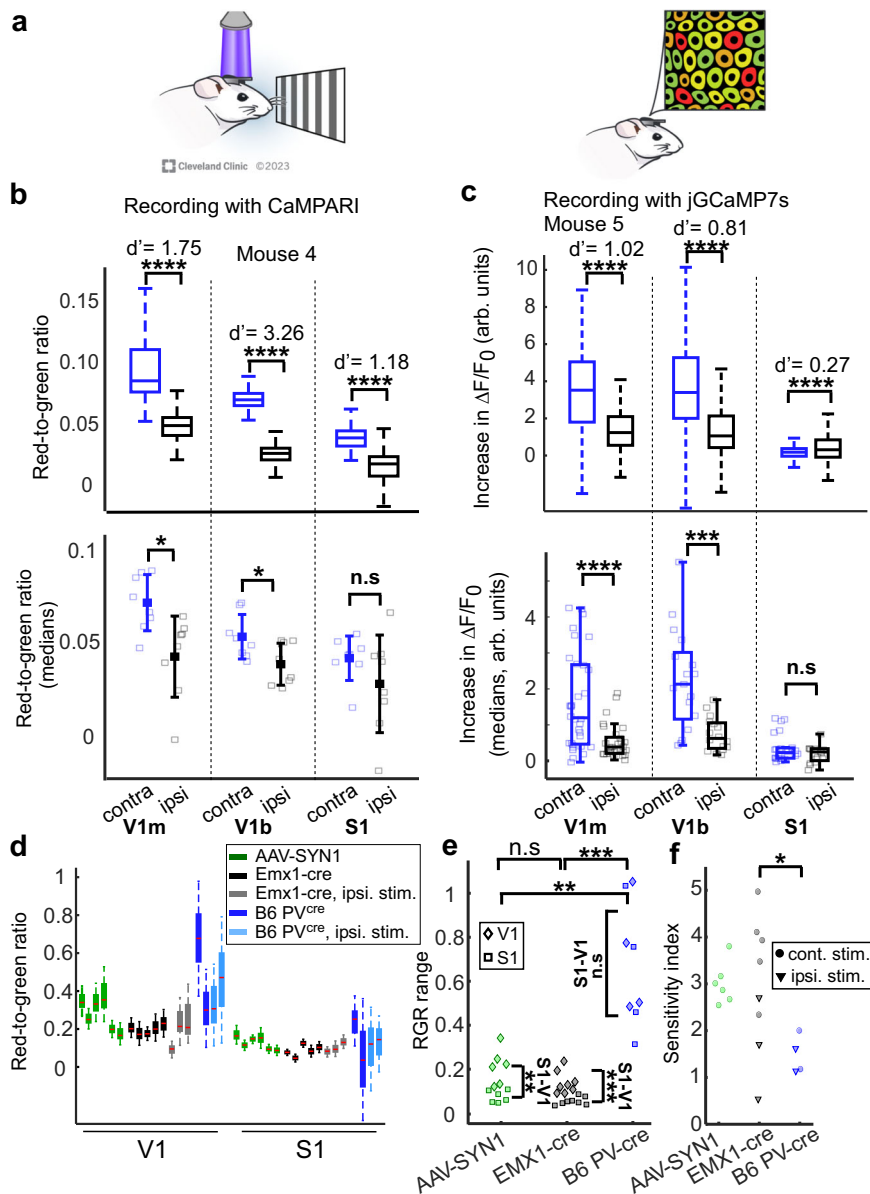 a
Cleveland Clinic ©2023
b
Recording with CaMPARI
Mouse 4
d'= 1.75
****
d'= 3.26
****
d'= 1.18
****
Red-to-green ratio
0.15
0.10
0.05
0
Red-to-green ratio
(medians)
0.1
0.05
0
*
*
n.s
contra
ipsi
contra
ipsi
contra
ipsi
V1m
V1b
S1
c
Recording with jGCaMP7s
Mouse 5
d'= 1.02
****
d'= 0.81
****
d'= 0.27
****
Increase in ΔF/F0 (arb. units)
10
8
6
4
2
0
Increase in ΔF/F0
(medians, arb. units)
4
2
0
****
***
n.s
contra
ipsi
contra
ipsi
contra
ipsi
V1m
V1b
S1
d
Red-to-green ratio
1
0.8
0.6
0.4
0.2
0
AAV-SYN1
Emx1-cre
Emx1-cre, ipsi. stim.
B6 PVcre
B6 PVcre, ipsi. stim.
V1
S1
e
n.s
***
**
RGR range
1
0.8
0.6
0.4
0.2
0
V1
S1
S1-V1
n.s
S1-V1
***
S1-V1
***
AAV-SYN1
EMX1-cre
B6 PV-cre
f
*
Sensitivity index
5
4
3
2
1
0
cont. stim.
ipsi. stim.
AAV-SYN1
EMX1-cre
B6 PV-cre